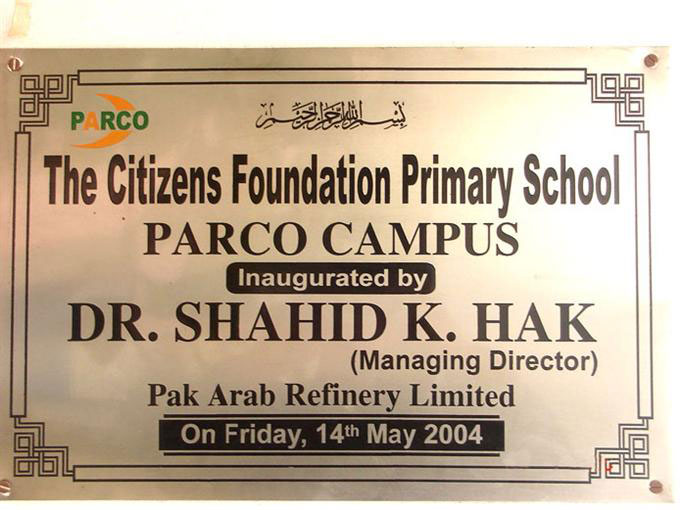 PARCO
بسم الله الرحمن الرحيم
The Citizens Foundation Primary School
PARCO CAMPUS
Inaugurated by
DR. SHAHID K. HAK
(Managing Director)
Pak Arab Refinery Limited
On Friday, 14th May 2004